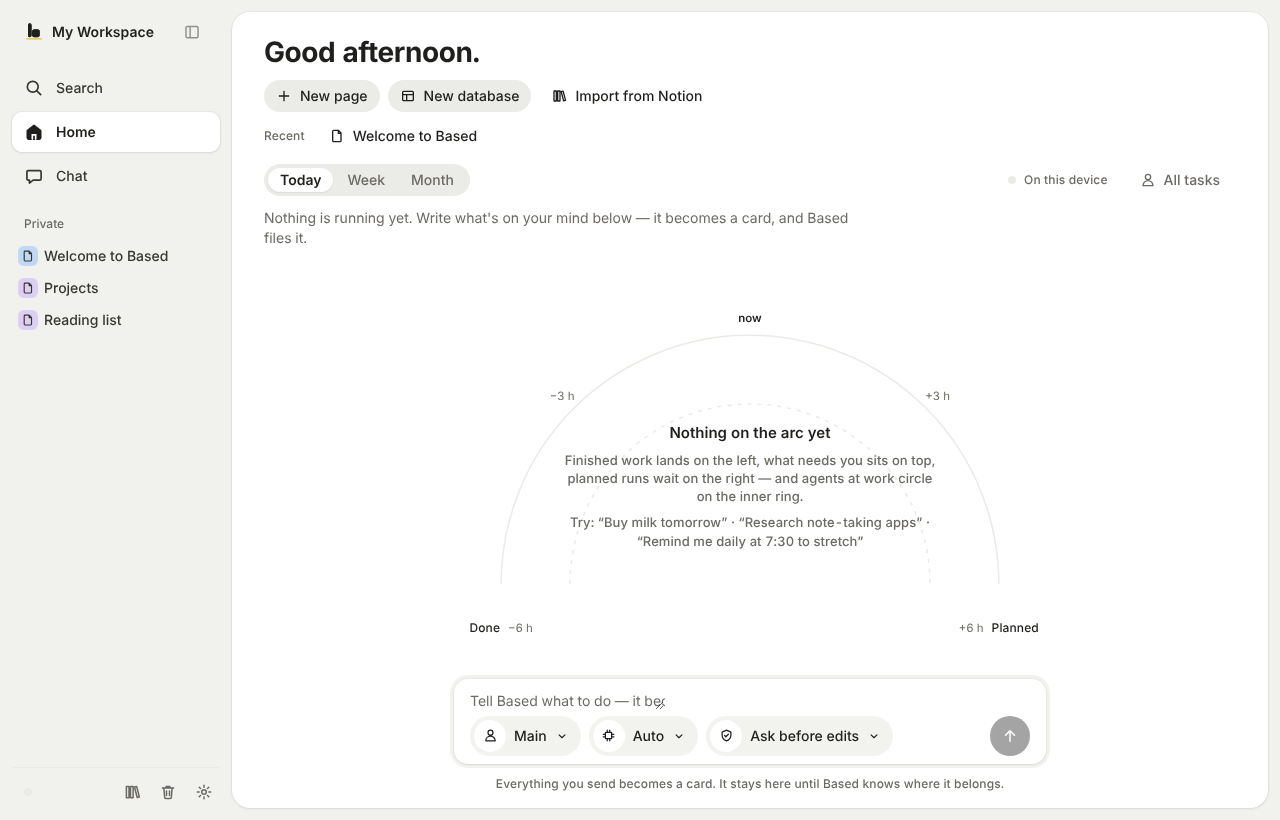 My Workspace
Search
Home
Chat
Private
Welcome to Based
Projects
Reading list
Good afternoon.
New page
New database
Import from Notion
Recent
Welcome to Based
Today
Week
Month
On this device
All tasks
Nothing is running yet. Write what's on your mind below — it becomes a card, and Based
files it.
now
−3 h
+3 h
Nothing on the arc yet
Finished work lands on the left, what needs you sits on top,
planned runs wait on the right — and agents at work circle
on the inner ring.
Try: “Buy milk tomorrow” · “Research note-taking apps” ·
“Remind me daily at 7:30 to stretch”
Done −6 h
+6 h Planned
Tell Based what to do — it
Main
Auto
Ask before edits
Everything you send becomes a card. It stays here until Based knows where it belongs.